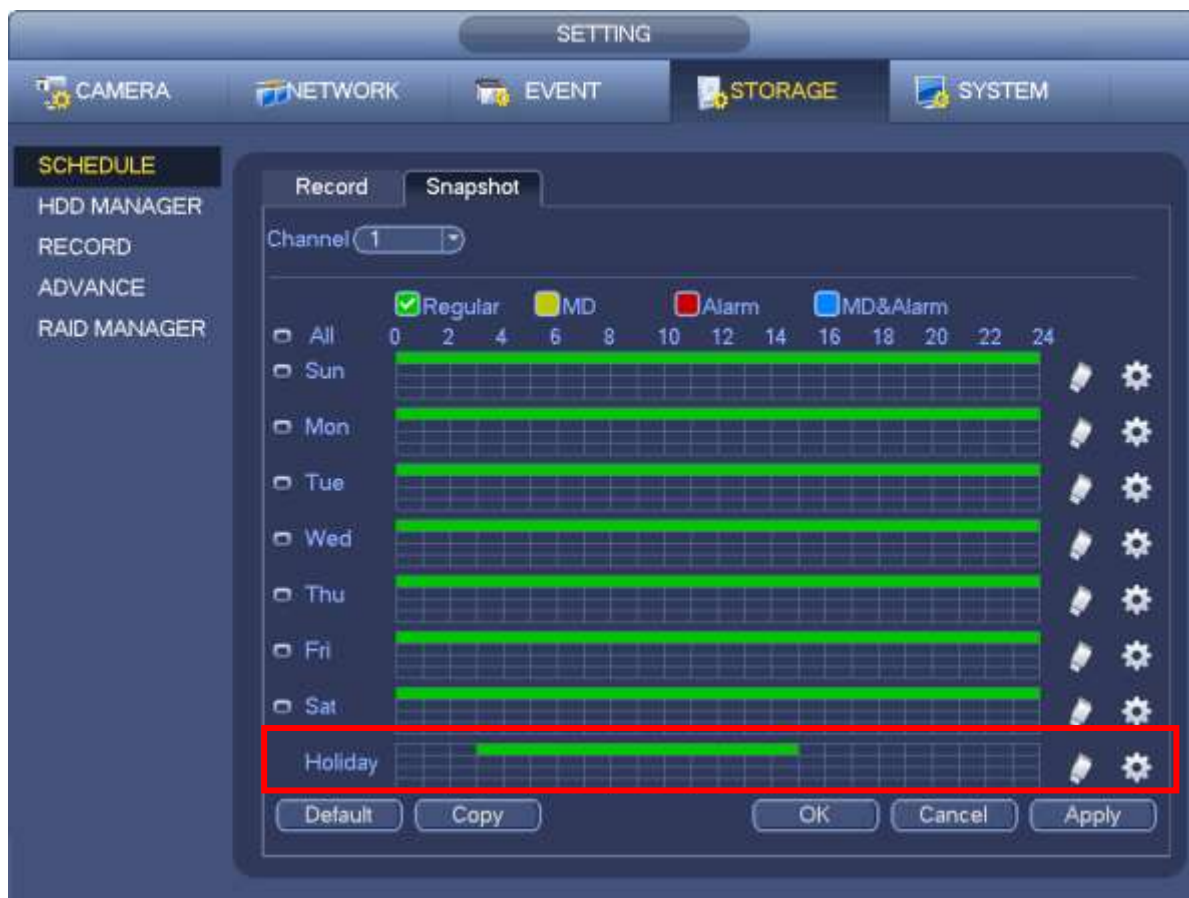 SETTING
CAMERA NETWORK EVENT STORAGE SYSTEM
SCHEDULE
HDD MANAGER
RECORD
ADVANCE
RAID MANAGER
Record Snapshot
Channel 1
Regular MD Alarm MD&Alarm
All 0 2 4 6 8 10 12 14 16 18 20 22 24
Sun
Mon
Tue
Wed
Thu
Fri
Sat
Holiday
Default Copy OK Cancel Apply